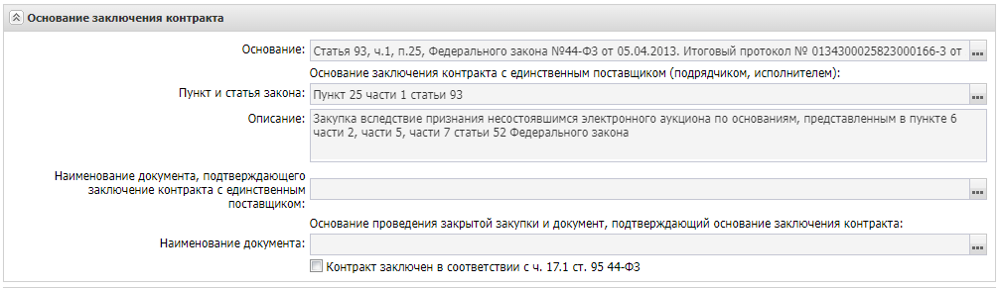 Основание заключения контракта
Основание: Статья 93, ч.1, п.25, Федерального закона №44-ФЗ от 05.04.2013. Итоговый протокол № 0134300025823000166-3 от
Основание заключения контракта с единственным поставщиком (подрядчиком, исполнителем):
Пункт и статья закона: Пункт 25 части 1 статьи 93
Описание: Закупка вследствие признания несостоявшимся электронного аукциона по основаниям, представленным в пункте 6
части 2, части 5, части 7 статьи 52 Федерального закона
Наименование документа, подтверждающего
заключение контракта с единственным
поставщиком:
Основание проведения закрытой закупки и документ, подтверждающий основание заключения контракта:
Наименование документа:
Контракт заключен в соответствии с ч. 17.1 ст. 95 44-ФЗ